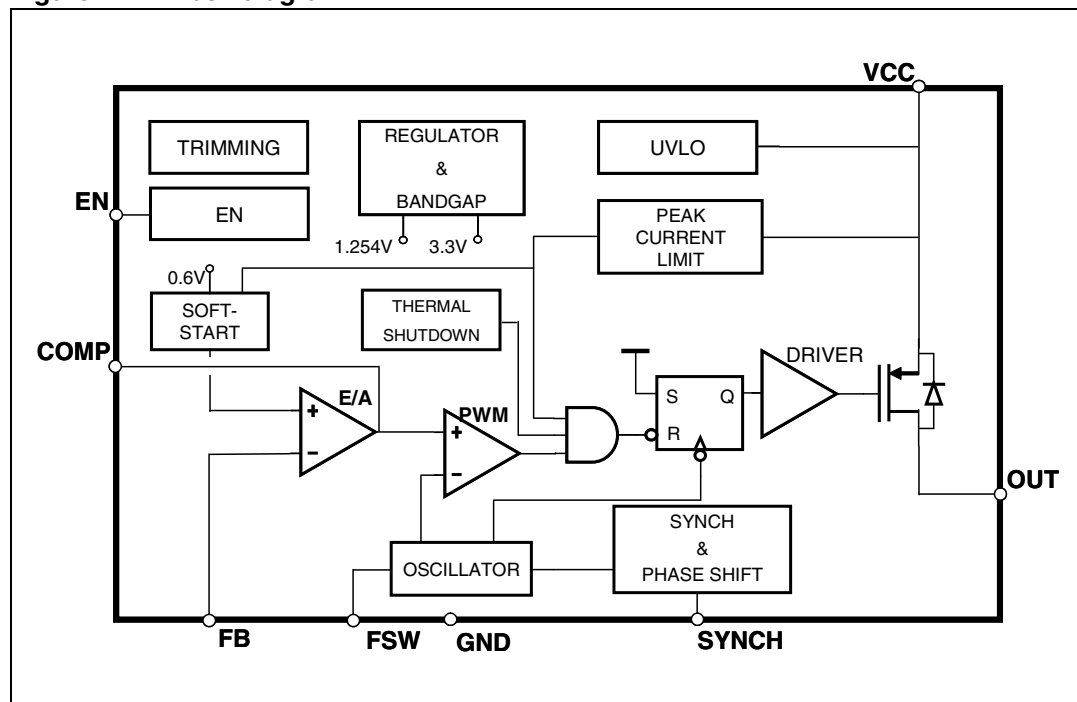 VCC
TRIMMING
REGULATOR
&
BANDGAP
UVLO
EN
EN
PEAK
CURRENT
LIMIT
1.254V
3.3V
0.6V
SOFT-
START
THERMAL
SHUTDOWN
COMP
DRIVER
E/A
+
−
PWM
+
−
S
Q
R
OUT
SYNCH
&
PHASE SHIFT
OSCILLATOR
FB
FSW
GND
SYNCH